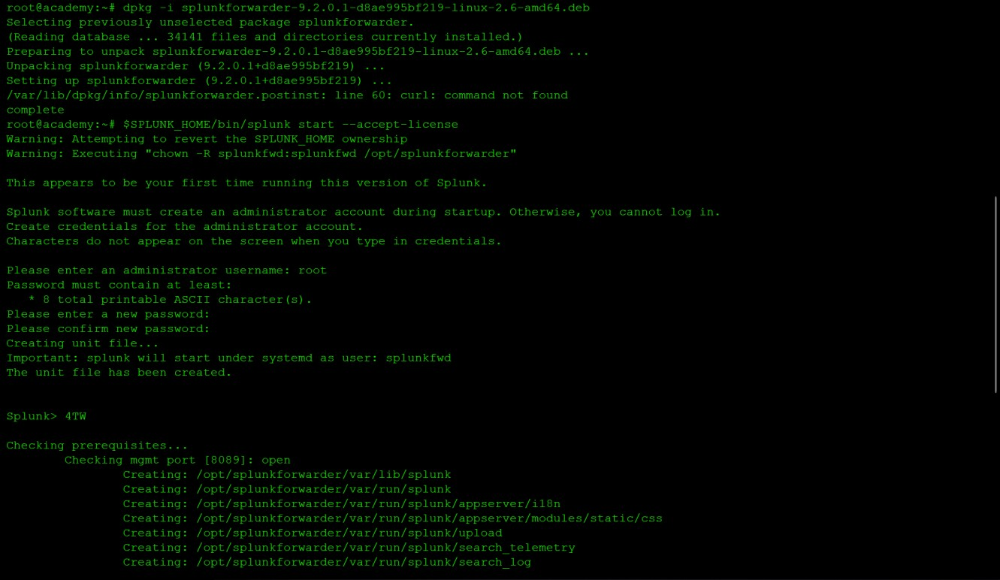 root@academy:~# dpkg -i splunkforwarder-9.2.0.1-d8ae995bf219-linux-2.6-amd64.deb
Selecting previously unselected package splunkforwarder.
(Reading database ... 34141 files and directories currently installed.)
Preparing to unpack splunkforwarder-9.2.0.1-d8ae995bf219-linux-2.6-amd64.deb ...
Unpacking splunkforwarder (9.2.0.1+d8ae995bf219) ...
Setting up splunkforwarder (9.2.0.1+d8ae995bf219) ...
/var/lib/dpkg/info/splunkforwarder.postinst: line 60: curl: command not found
complete
root@academy:~# $SPLUNK_HOME/bin/splunk start --accept-license
Warning: Attempting to revert the SPLUNK_HOME ownership
Warning: Executing "chown -R splunkfwd:splunkfwd /opt/splunkforwarder"
This appears to be your first time running this version of Splunk.
Splunk software must create an administrator account during startup. Otherwise, you cannot log in.
Create credentials for the administrator account.
Characters do not appear on the screen when you type in credentials.
Please enter an administrator username: root
Password must contain at least:
* 8 total printable ASCII character(s).
Please enter a new password:
Please confirm new password:
Creating unit file...
Important: splunk will start under systemd as user: splunkfwd
The unit file has been created.
Splunk> 4TW
Checking prerequisites...
Checking mgmt port [8089]: open
Creating: /opt/splunkforwarder/var/lib/splunk
Creating: /opt/splunkforwarder/var/run/splunk
Creating: /opt/splunkforwarder/var/run/splunk/appserver/i18n
Creating: /opt/splunkforwarder/var/run/splunk/appserver/modules/static/css
Creating: /opt/splunkforwarder/var/run/splunk/upload
Creating: /opt/splunkforwarder/var/run/splunk/search_telemetry
Creating: /opt/splunkforwarder/var/run/splunk/search_log